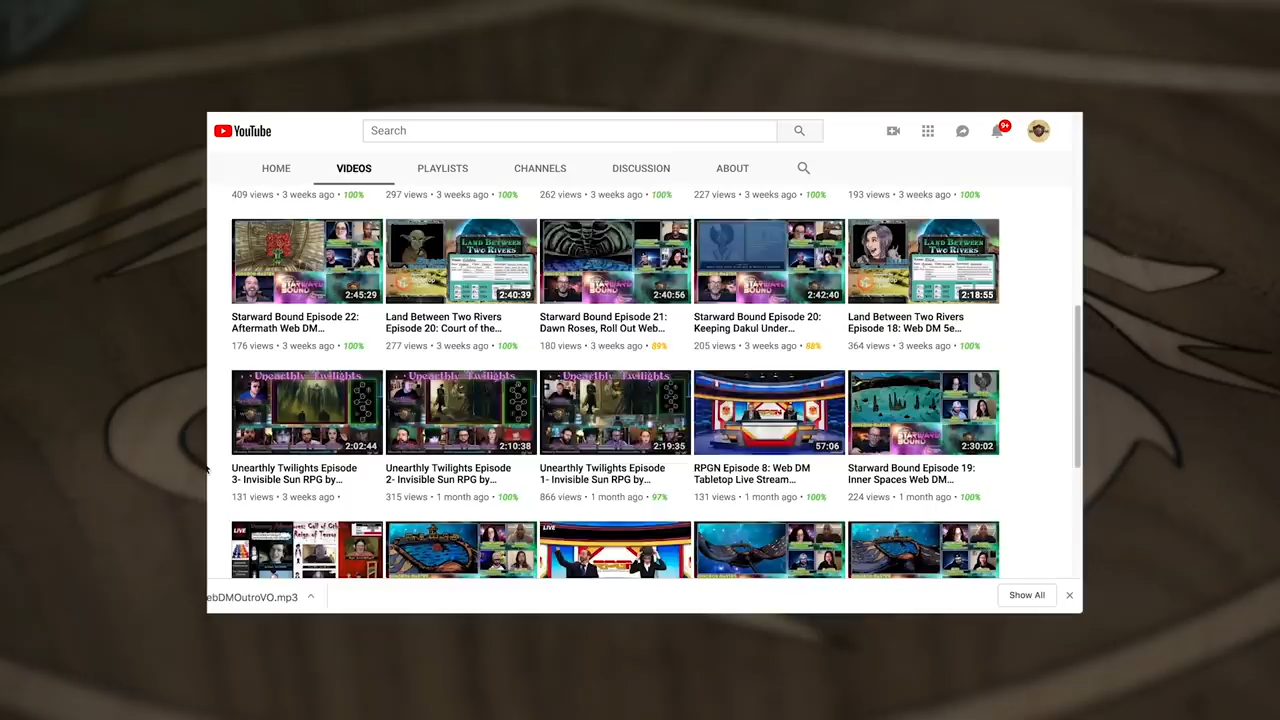 YouTube
Search
9+
HOME VIDEOS PLAYLISTS CHANNELS DISCUSSION ABOUT
409 views • 3 weeks ago • 100% 297 views • 3 weeks ago • 100% 262 views • 3 weeks ago • 100% 227 views • 3 weeks ago • 100% 193 views • 3 weeks ago • 100%
LAND BETWEEN TWO RIVERS
LAND BETWEEN TWO RIVERS
STARWARD BOUND
STARWARD BOUND
STARWARD BOUND
2:45:29 2:40:39 2:40:56 2:42:40 2:18:55
Starward Bound Episode 22: Land Between Two Rivers Starward Bound Episode 21: Starward Bound Episode 20: Land Between Two Rivers
Aftermath Web DM... Episode 20: Court of the... Dawn Roses, Roll Out Web... Keeping Dakul Under... Episode 18: Web DM 5e...
176 views • 3 weeks ago • 100% 277 views • 3 weeks ago • 100% 180 views • 3 weeks ago • 89% 205 views • 3 weeks ago • 88% 364 views • 3 weeks ago • 100%
Unearthly Twilights Unearthly Twilights Unearthly Twilights
STARWARD BOUND
2:02:44 2:10:38 2:19:35 57:06 2:30:02
Unearthly Twilights Episode Unearthly Twilights Episode Unearthly Twilights Episode RPGN Episode 8: Web DM Starward Bound Episode 19:
3- Invisible Sun RPG by... 2- Invisible Sun RPG by... 1- Invisible Sun RPG by... Tabletop Live Stream... Inner Spaces Web DM...
131 views • 3 weeks ago • 315 views • 1 month ago • 100% 866 views • 1 month ago • 97% 131 views • 1 month ago • 100% 224 views • 1 month ago • 100%
LIVE LIVE
ebDMOutroVO.mp3 Show All